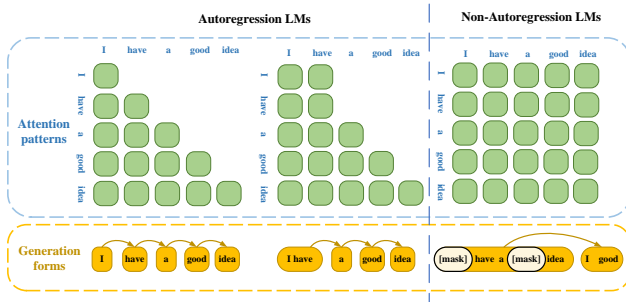 Autoregression LMs
Non-Autoregression LMs
I have a good idea
I have a good idea
I have a good idea
Attention
patterns
I
have
a
good
idea
I
have
a
good
idea
I
have
a
good
idea
Generation
forms
I have a good idea
I have a good idea
[mask] have a [mask] idea I good